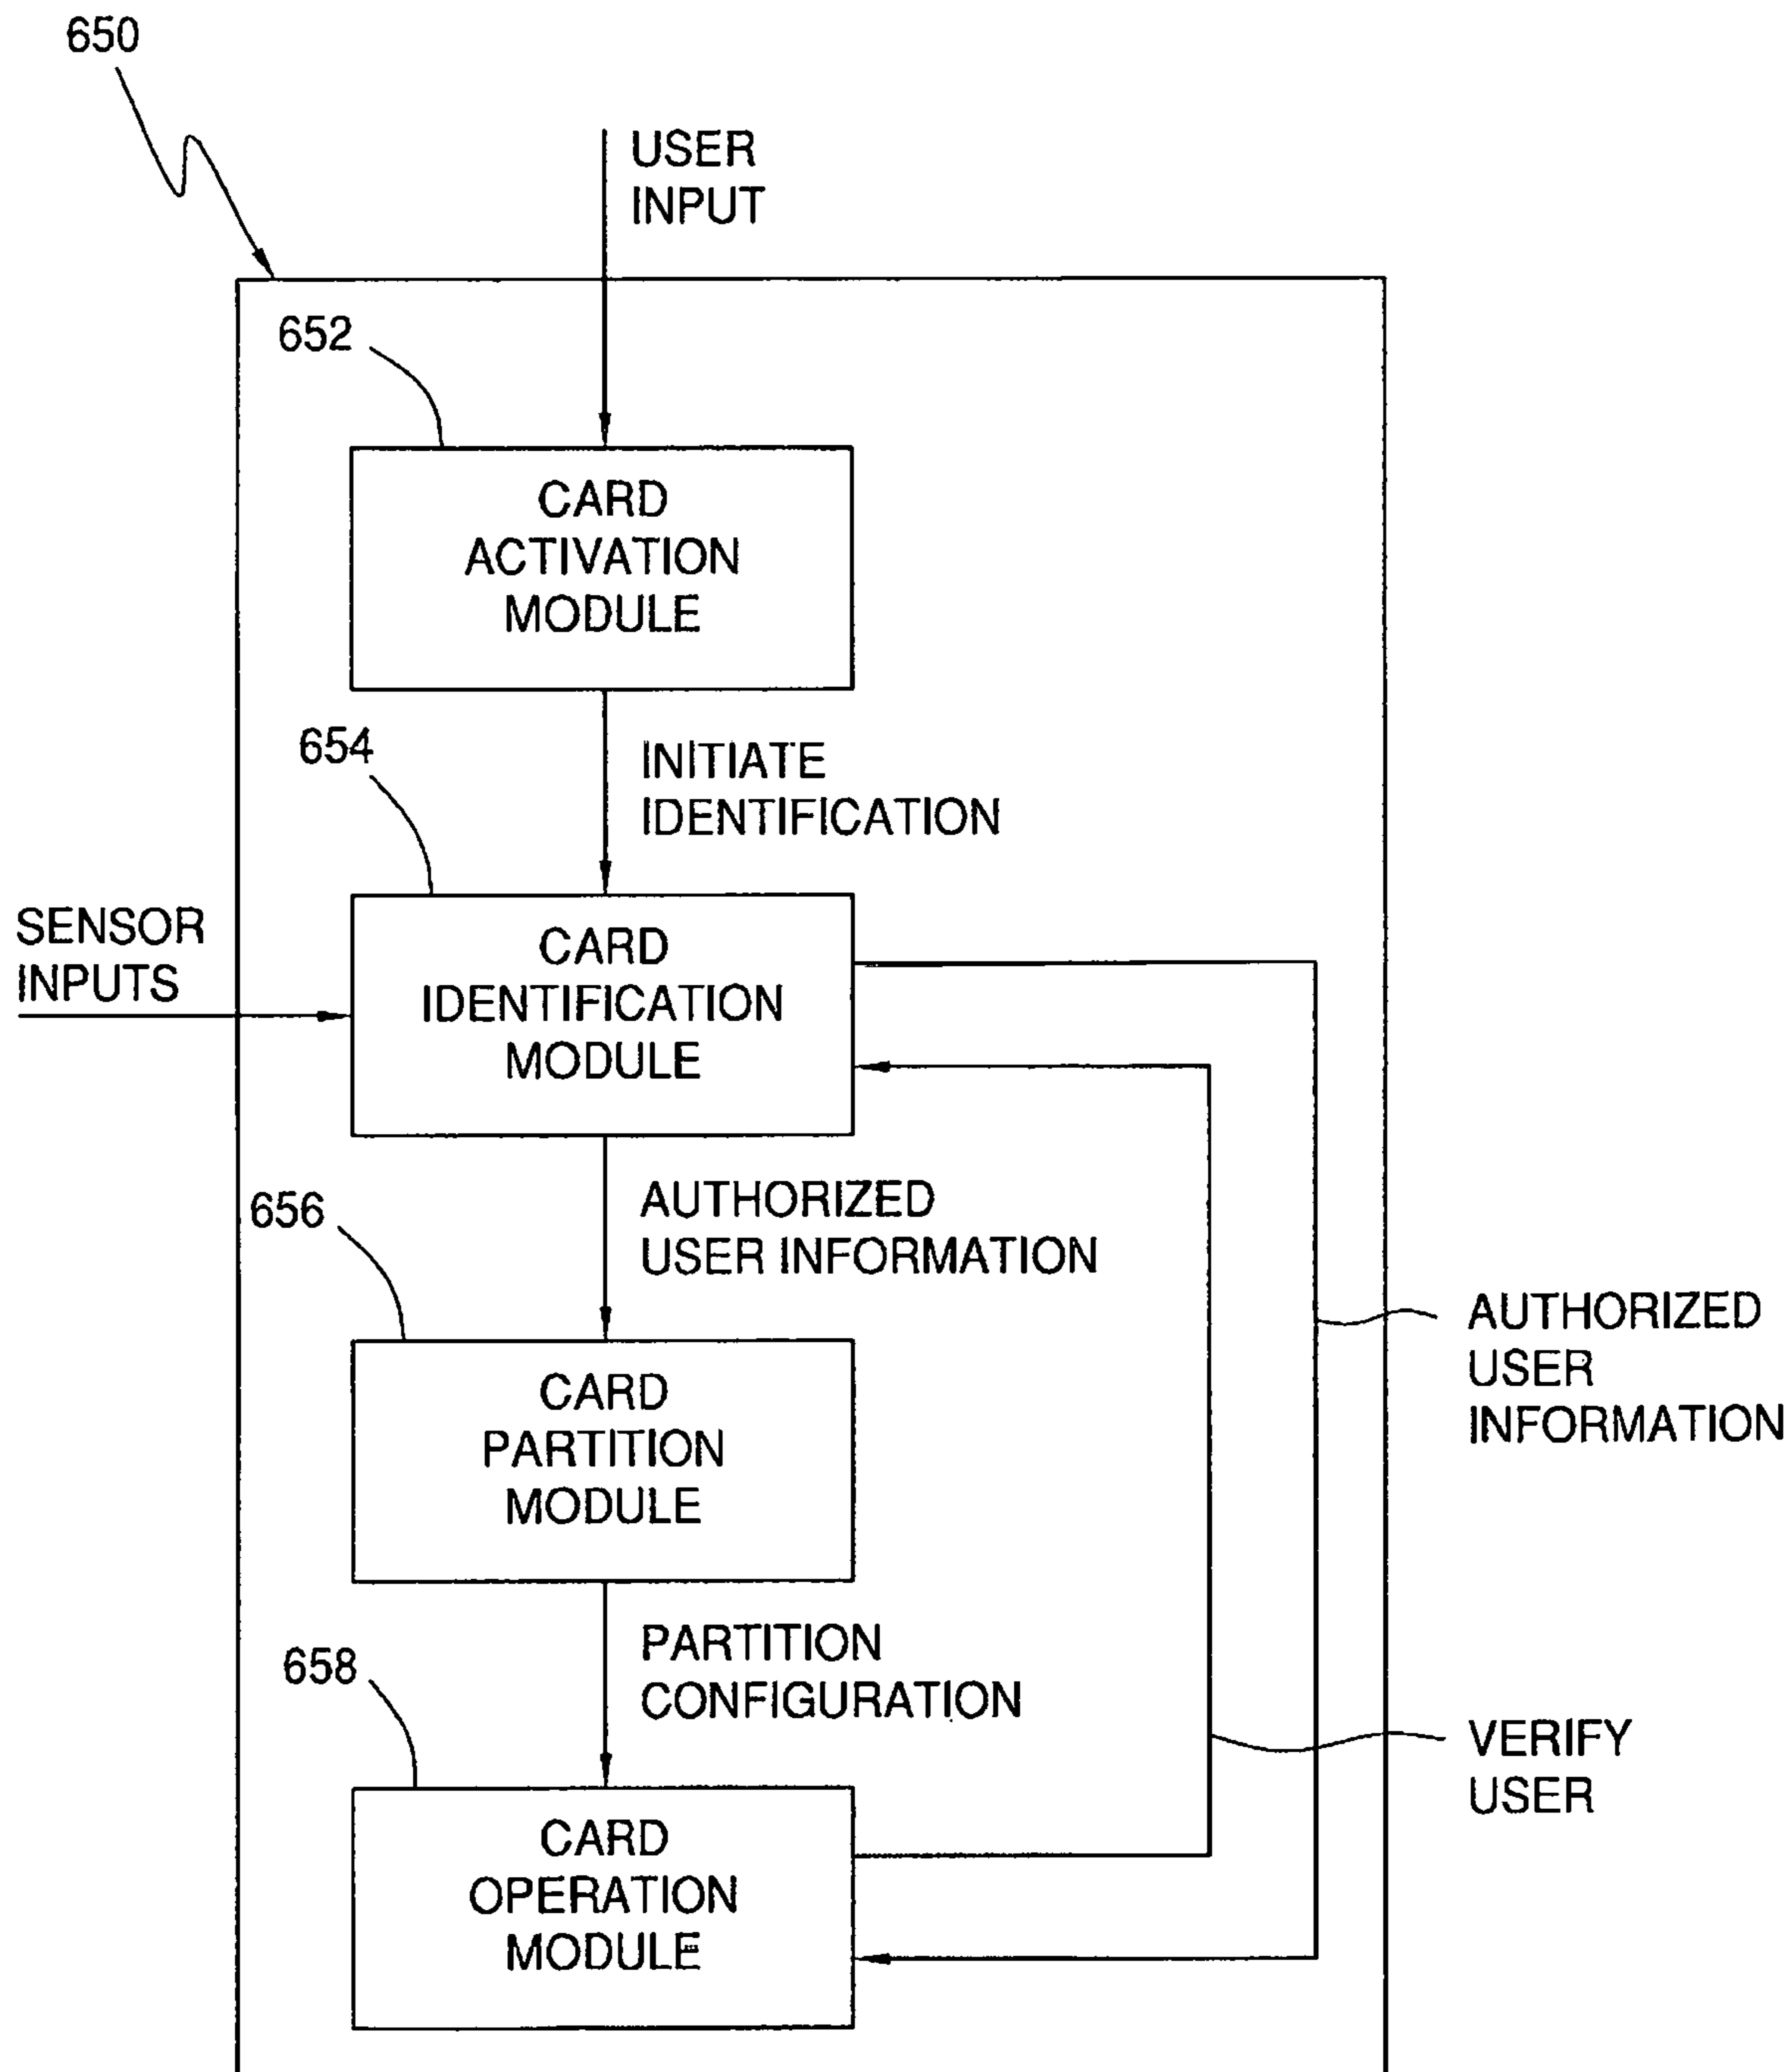 650
USER
INPUT
652
CARD
ACTIVATION
MODULE
654
INITIATE
IDENTIFICATION
SENSOR
INPUTS
CARD
IDENTIFICATION
MODULE
656
AUTHORIZED
USER INFORMATION
AUTHORIZED
USER
INFORMATION
CARD
PARTITION
MODULE
658
PARTITION
CONFIGURATION
VERIFY
USER
CARD
OPERATION
MODULE